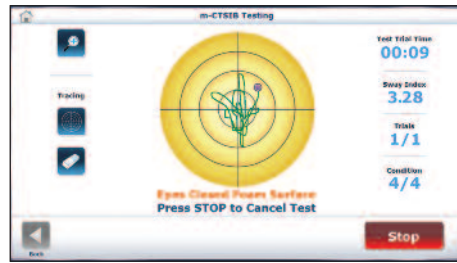 m-CTSIB Testing
Test Trial Time
00:09
Tracing
Sway Index
3.28
Trials
1/1
Condition
4/4
Eyes Closed Foam Surface
Press STOP to Cancel Test
Back
Stop